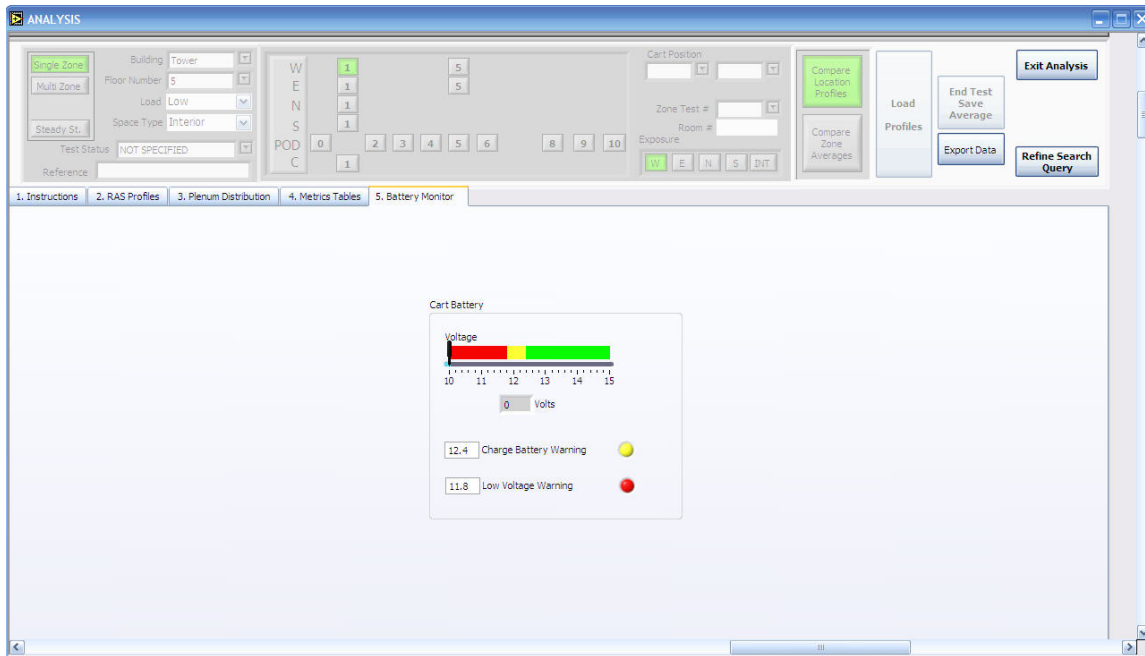 ANALYSIS
Single Zone
Multi Zone
Steady St.
Building Tower
Floor Number 5
Load Low
Space Type Interior
Test Status NOT SPECIFIED
Reference
W 1 5
E 1 5
N 1
S 1
POD 0 2 3 4 5 6 8 9 10
C 1
Cart Position
Zone Test #
Room #
Exposure
W E N S INT
Compare
Location
Profiles
Compare
Zone
Averages
Load
Profiles
End Test
Save
Average
Export Data
Exit Analysis
Refine Search
Query
1. Instructions 2. RAS Profiles 3. Plenum Distribution 4. Metrics Tables 5. Battery Monitor
Cart Battery
Voltage
10 11 12 13 14 15
0 Volts
12.4 Charge Battery Warning
11.8 Low Voltage Warning